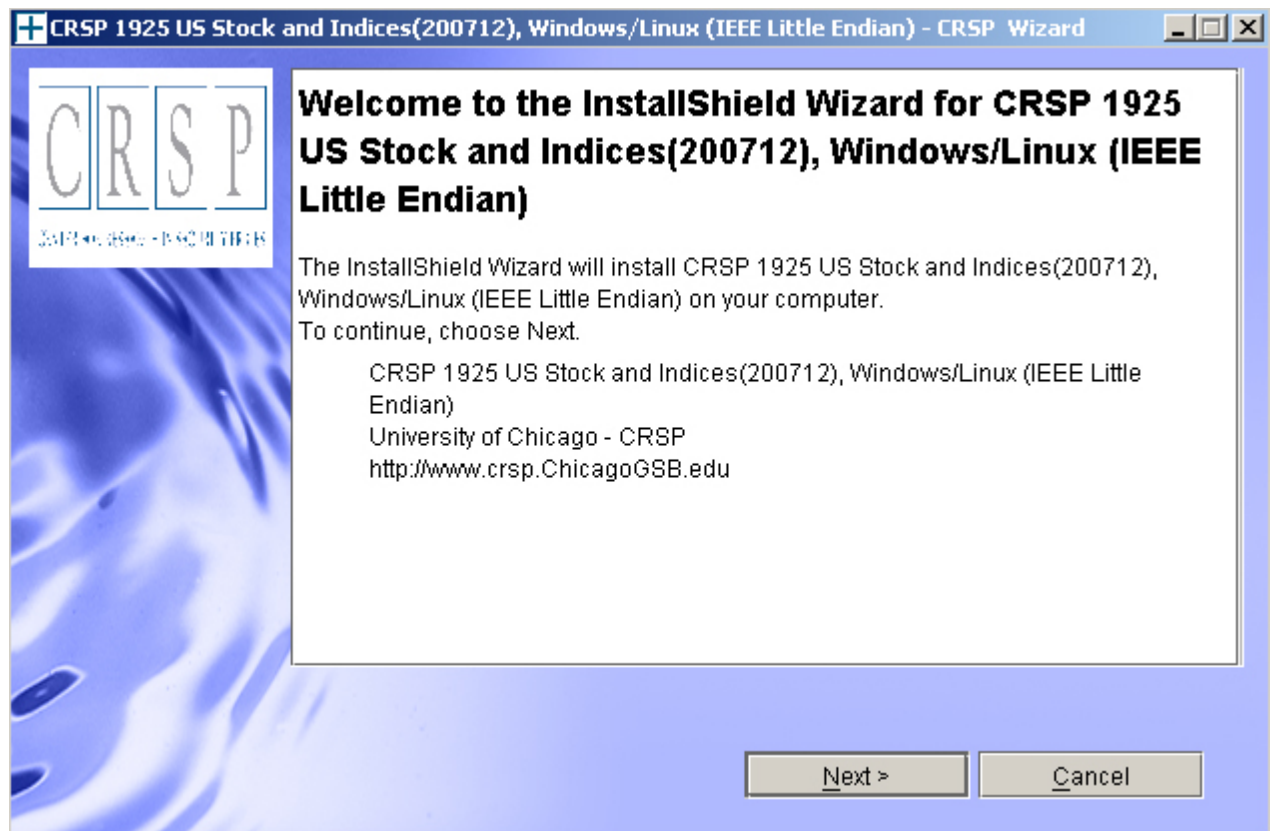 CRSP 1925 US Stock and Indices(200712), Windows/Linux (IEEE Little Endian) - CRSP Wizard
CRSP
Welcome to the InstallShield Wizard for CRSP 1925
US Stock and Indices(200712), Windows/Linux (IEEE
Little Endian)
The InstallShield Wizard will install CRSP 1925 US Stock and Indices(200712),
Windows/Linux (IEEE Little Endian) on your computer.
To continue, choose Next.
CRSP 1925 US Stock and Indices(200712), Windows/Linux (IEEE Little
Endian)
University of Chicago - CRSP
http://www.crsp.ChicagoGSB.edu
Next >
Cancel